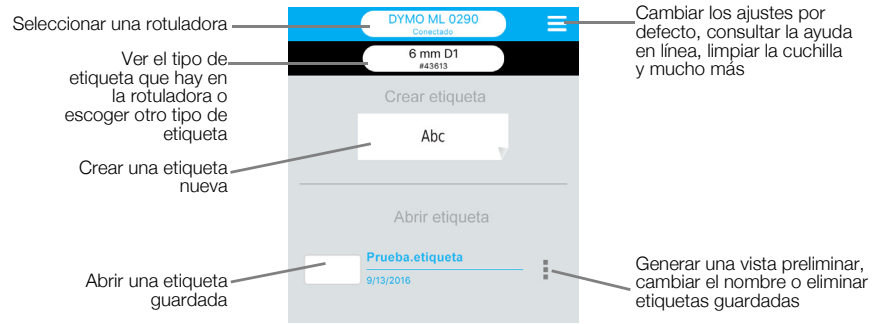 Seleccionar una rotuladora
Ver el tipo de
etiqueta que hay en
la rotuladora o
escoger otro tipo de
etiqueta
Crear una etiqueta
nueva
Abrir una etiqueta
guardada
DYMO ML 0290
Conectado
6 mm D1
#43613
Crear etiqueta
Abc
Abrir etiqueta
Prueba.etiqueta
9/13/2016
Cambiar los ajustes por
defecto, consultar la ayuda
en línea, limpiar la cuchilla
y mucho más
Generar una vista preliminar,
cambiar el nombre o eliminar
etiquetas guardadas